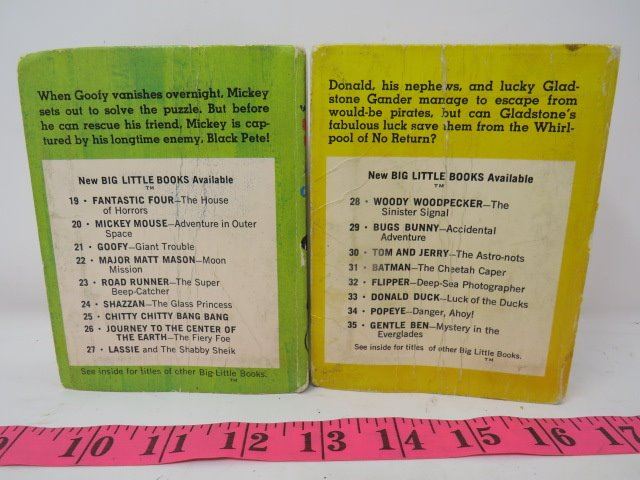 When Goofy vanishes overnight, Mickey
sets out to solve the puzzle. But before
he can rescue his friend, Mickey is cap-
tured by his longtime enemy, Black Pete!
New BIG LITTLE BOOKS Available
TM
19 • FANTASTIC FOUR—The House
of Horrors
20 • MICKEY MOUSE—Adventure in Outer
Space
21 • GOOFY—Giant Trouble
22 • MAJOR MATT MASON—Moon
Mission
23 • ROAD RUNNER—The Super
Beep-Catcher
24 • SHAZZAN—The Glass Princess
25 • CHITTY CHITTY BANG BANG
26 • JOURNEY TO THE CENTER OF
THE EARTH—The Fiery Foe
27 • LASSIE and The Shabby Sheik
See inside for titles of other Big Little Books.
TM
Donald, his nephews, and lucky Glad-
stone Gander manage to escape from
would-be pirates, but can Gladstone's
fabulous luck save them from the Whirl-
pool of No Return?
New BIG LITTLE BOOKS Available
TM
28 • WOODY WOODPECKER—The
Sinister Signal
29 • BUGS BUNNY—Accidental
Adventure
30 • TOM AND JERRY—The Astro-nots
31 • BATMAN—The Cheetah Caper
32 • FLIPPER—Deep-Sea Photographer
33 • DONALD DUCK—Luck of the Ducks
34 • POPEYE—Danger, Ahoy!
35 • GENTLE BEN—Mystery in the
Everglades
See inside for titles of other Big Little Books.
TM
9 10 11 12 13 14 15 16 17